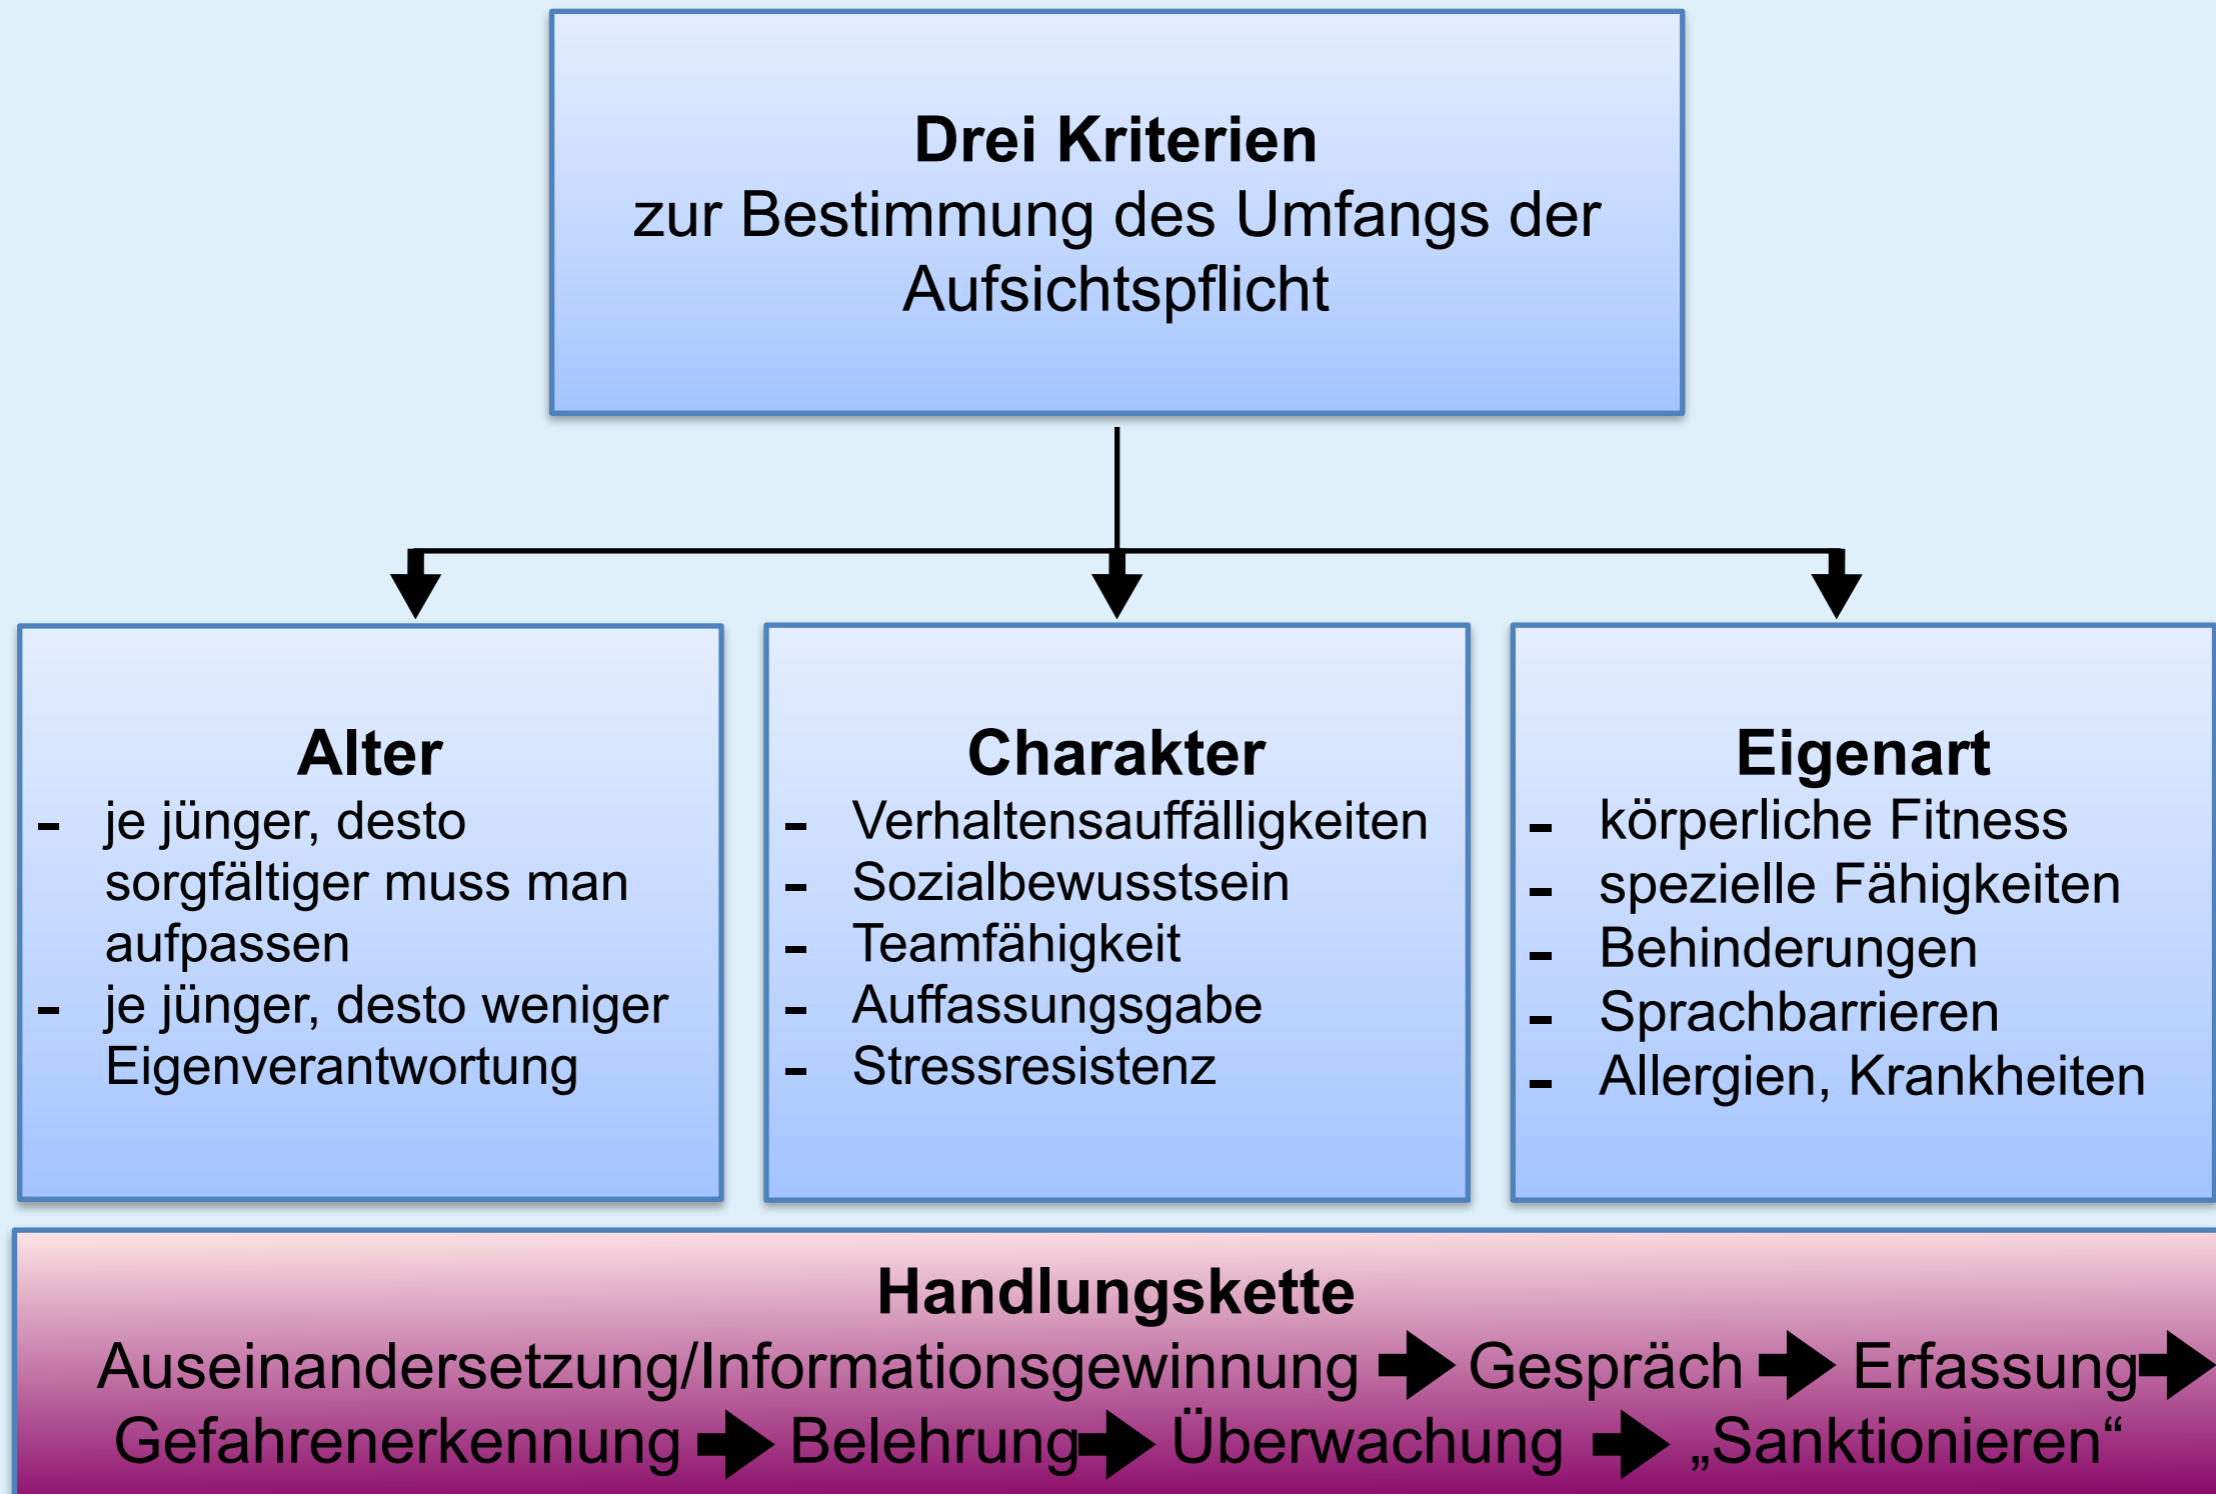 Drei Kriterien
zur Bestimmung des Umfangs der
Aufsichtspflicht
Alter
- je jünger, desto
sorgfältiger muss man
aufpassen
- je jünger, desto weniger
Eigenverantwortung
Charakter
- Verhaltensauffälligkeiten
- Sozialbewusstsein
- Teamfähigkeit
- Auffassungsgabe
- Stressresistenz
Eigenart
- körperliche Fitness
- spezielle Fähigkeiten
- Behinderungen
- Sprachbarrieren
- Allergien, Krankheiten
Handlungskette
Auseinandersetzung/Informationsgewinnung ➡ Gespräch ➡ Erfassung ➡
Gefahrenerkennung ➡ Belehrung ➡ Überwachung ➡ „Sanktionieren“